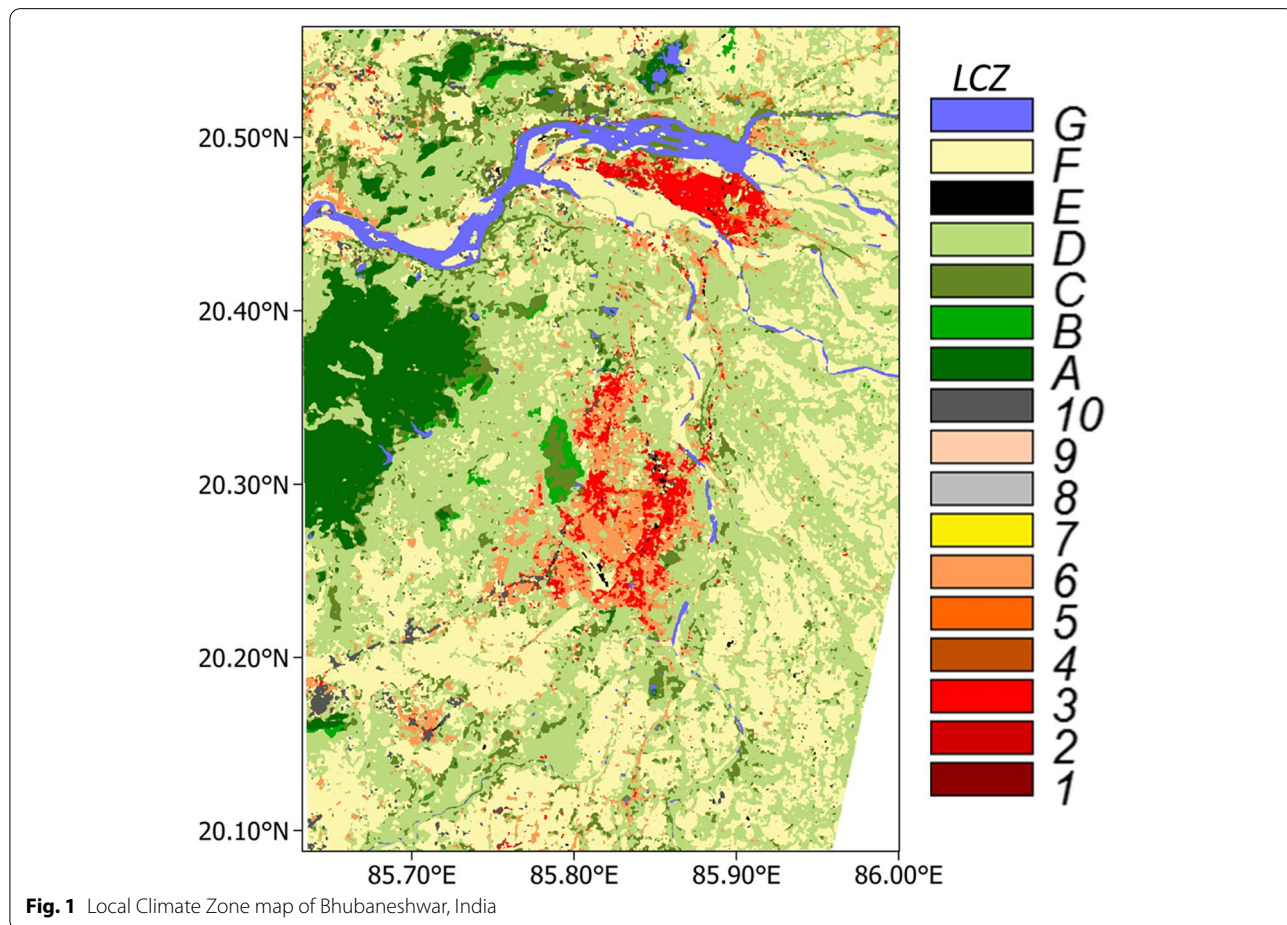 LCZ
G
F
E
D
C
B
A
10
9
8
7
6
5
4
3
2
1
20.50°N
20.40°N
20.30°N
20.20°N
20.10°N
85.70°E
85.80°E
85.90°E
86.00°E
Fig. 1 Local Climate Zone map of Bhubaneshwar, India